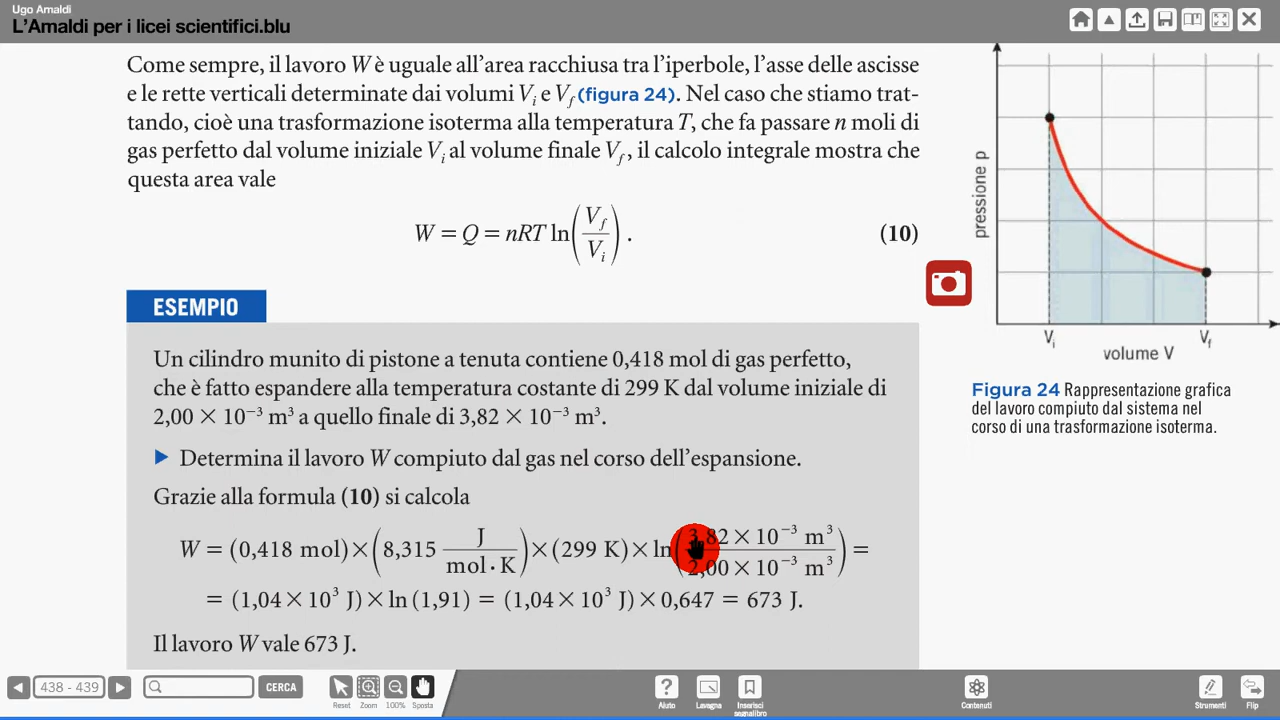 Ugo Amaldi
L'Amaldi per i licei scientifici.blu
Come sempre, il lavoro W è uguale all'area racchiusa tra l'iperbole, l'asse delle ascisse
e le rette verticali determinate dai volumi Vi e Vf (figura 24). Nel caso che stiamo trat-
tando, cioè una trasformazione isoterma alla temperatura T, che fa passare n moli di
gas perfetto dal volume iniziale Vi al volume finale Vf, il calcolo integrale mostra che
questa area vale
W = Q = nRT ln(Vf/Vi) . (10)
ESEMPIO
Un cilindro munito di pistone a tenuta contiene 0,418 mol di gas perfetto,
che è fatto espandere alla temperatura costante di 299 K dal volume iniziale di
2,00 × 10⁻³ m³ a quello finale di 3,82 × 10⁻³ m³.
Determina il lavoro W compiuto dal gas nel corso dell'espansione.
Grazie alla formula (10) si calcola
W = (0,418 mol)×(8,315 J/mol·K)×(299 K)×ln(3,82×10⁻³ m³/2,00×10⁻³ m³) =
= (1,04×10³ J)×ln(1,91) = (1,04×10³ J)×0,647 = 673 J.
Il lavoro W vale 673 J.
pressione p
Vi
Vf
volume V
Figura 24 Rappresentazione grafica
del lavoro compiuto dal sistema nel
corso di una trasformazione isoterma.
438 - 439
CERCA
Reset
Zoom
100%
Sposta
Aiuto
Lavagna
Inserisci
segnalibro
Contenuti
Strumenti
Flip